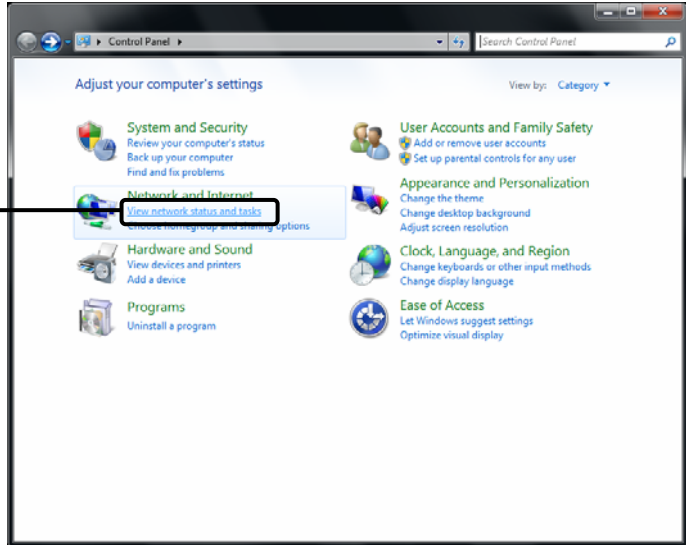 Control Panel
Search Control Panel
Adjust your computer's settings
View by: Category
System and Security
Review your computer's status
Back up your computer
Find and fix problems
Network and Internet
View network status and tasks
Choose homegroup and sharing options
Hardware and Sound
View devices and printers
Add a device
Programs
Uninstall a program
User Accounts and Family Safety
Add or remove user accounts
Set up parental controls for any user
Appearance and Personalization
Change the theme
Change desktop background
Adjust screen resolution
Clock, Language, and Region
Change keyboards or other input methods
Change display language
Ease of Access
Let Windows suggest settings
Optimize visual display